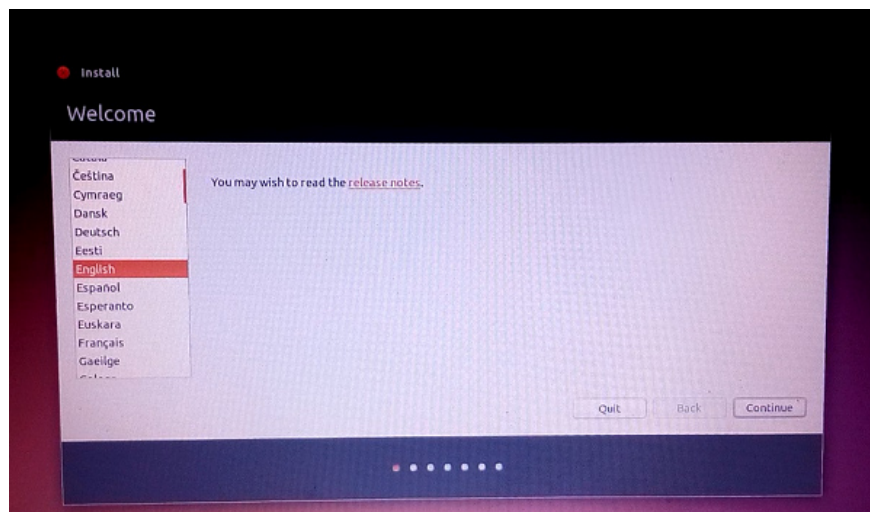 Install
Welcome
Čeština
Cymraeg
Dansk
Deutsch
Eesti
English
Español
Esperanto
Euskara
Français
Gaeilge
You may wish to read the release notes.
Quit
Back
Continue